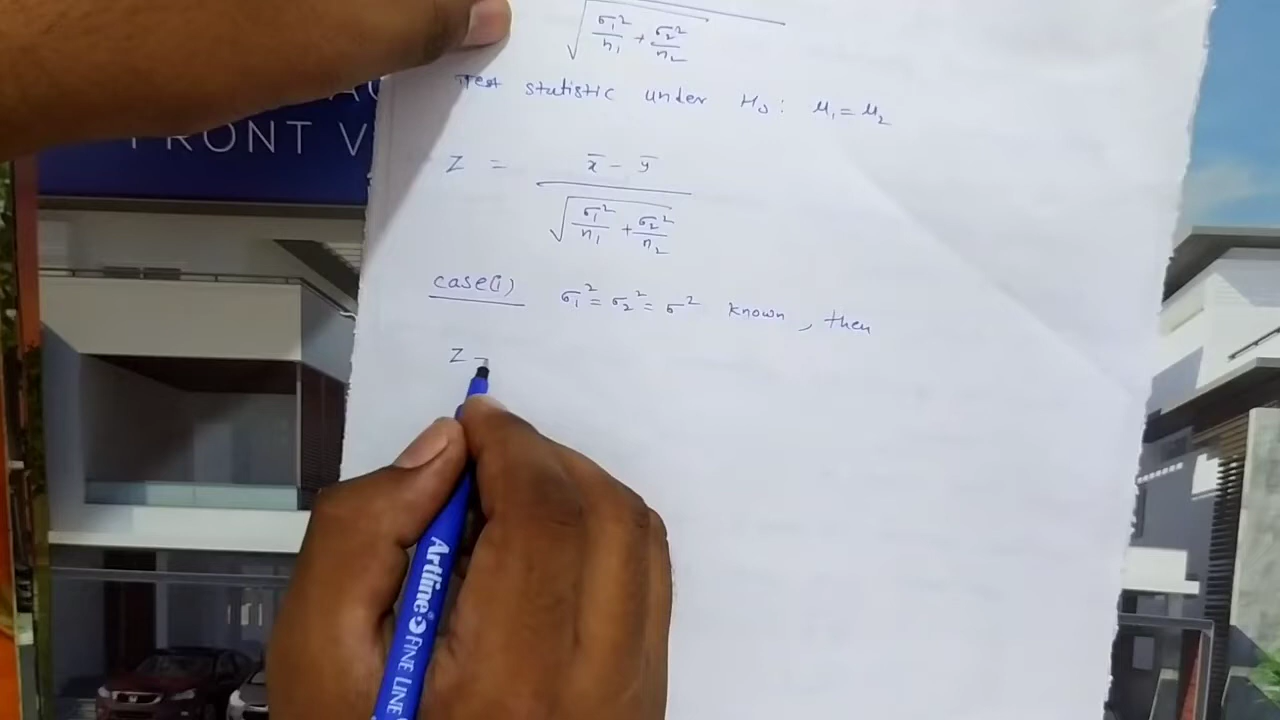 √(σ₁²/n₁ + σ₂²/n₂)
Test statistic under H₀: μ₁ = μ₂
Z = (x̄ - ȳ) / √(σ₁²/n₁ + σ₂²/n₂)
case(i) σ₁² = σ₂² = σ² known, then
Z =
FRONT V
Artline FINE LINE